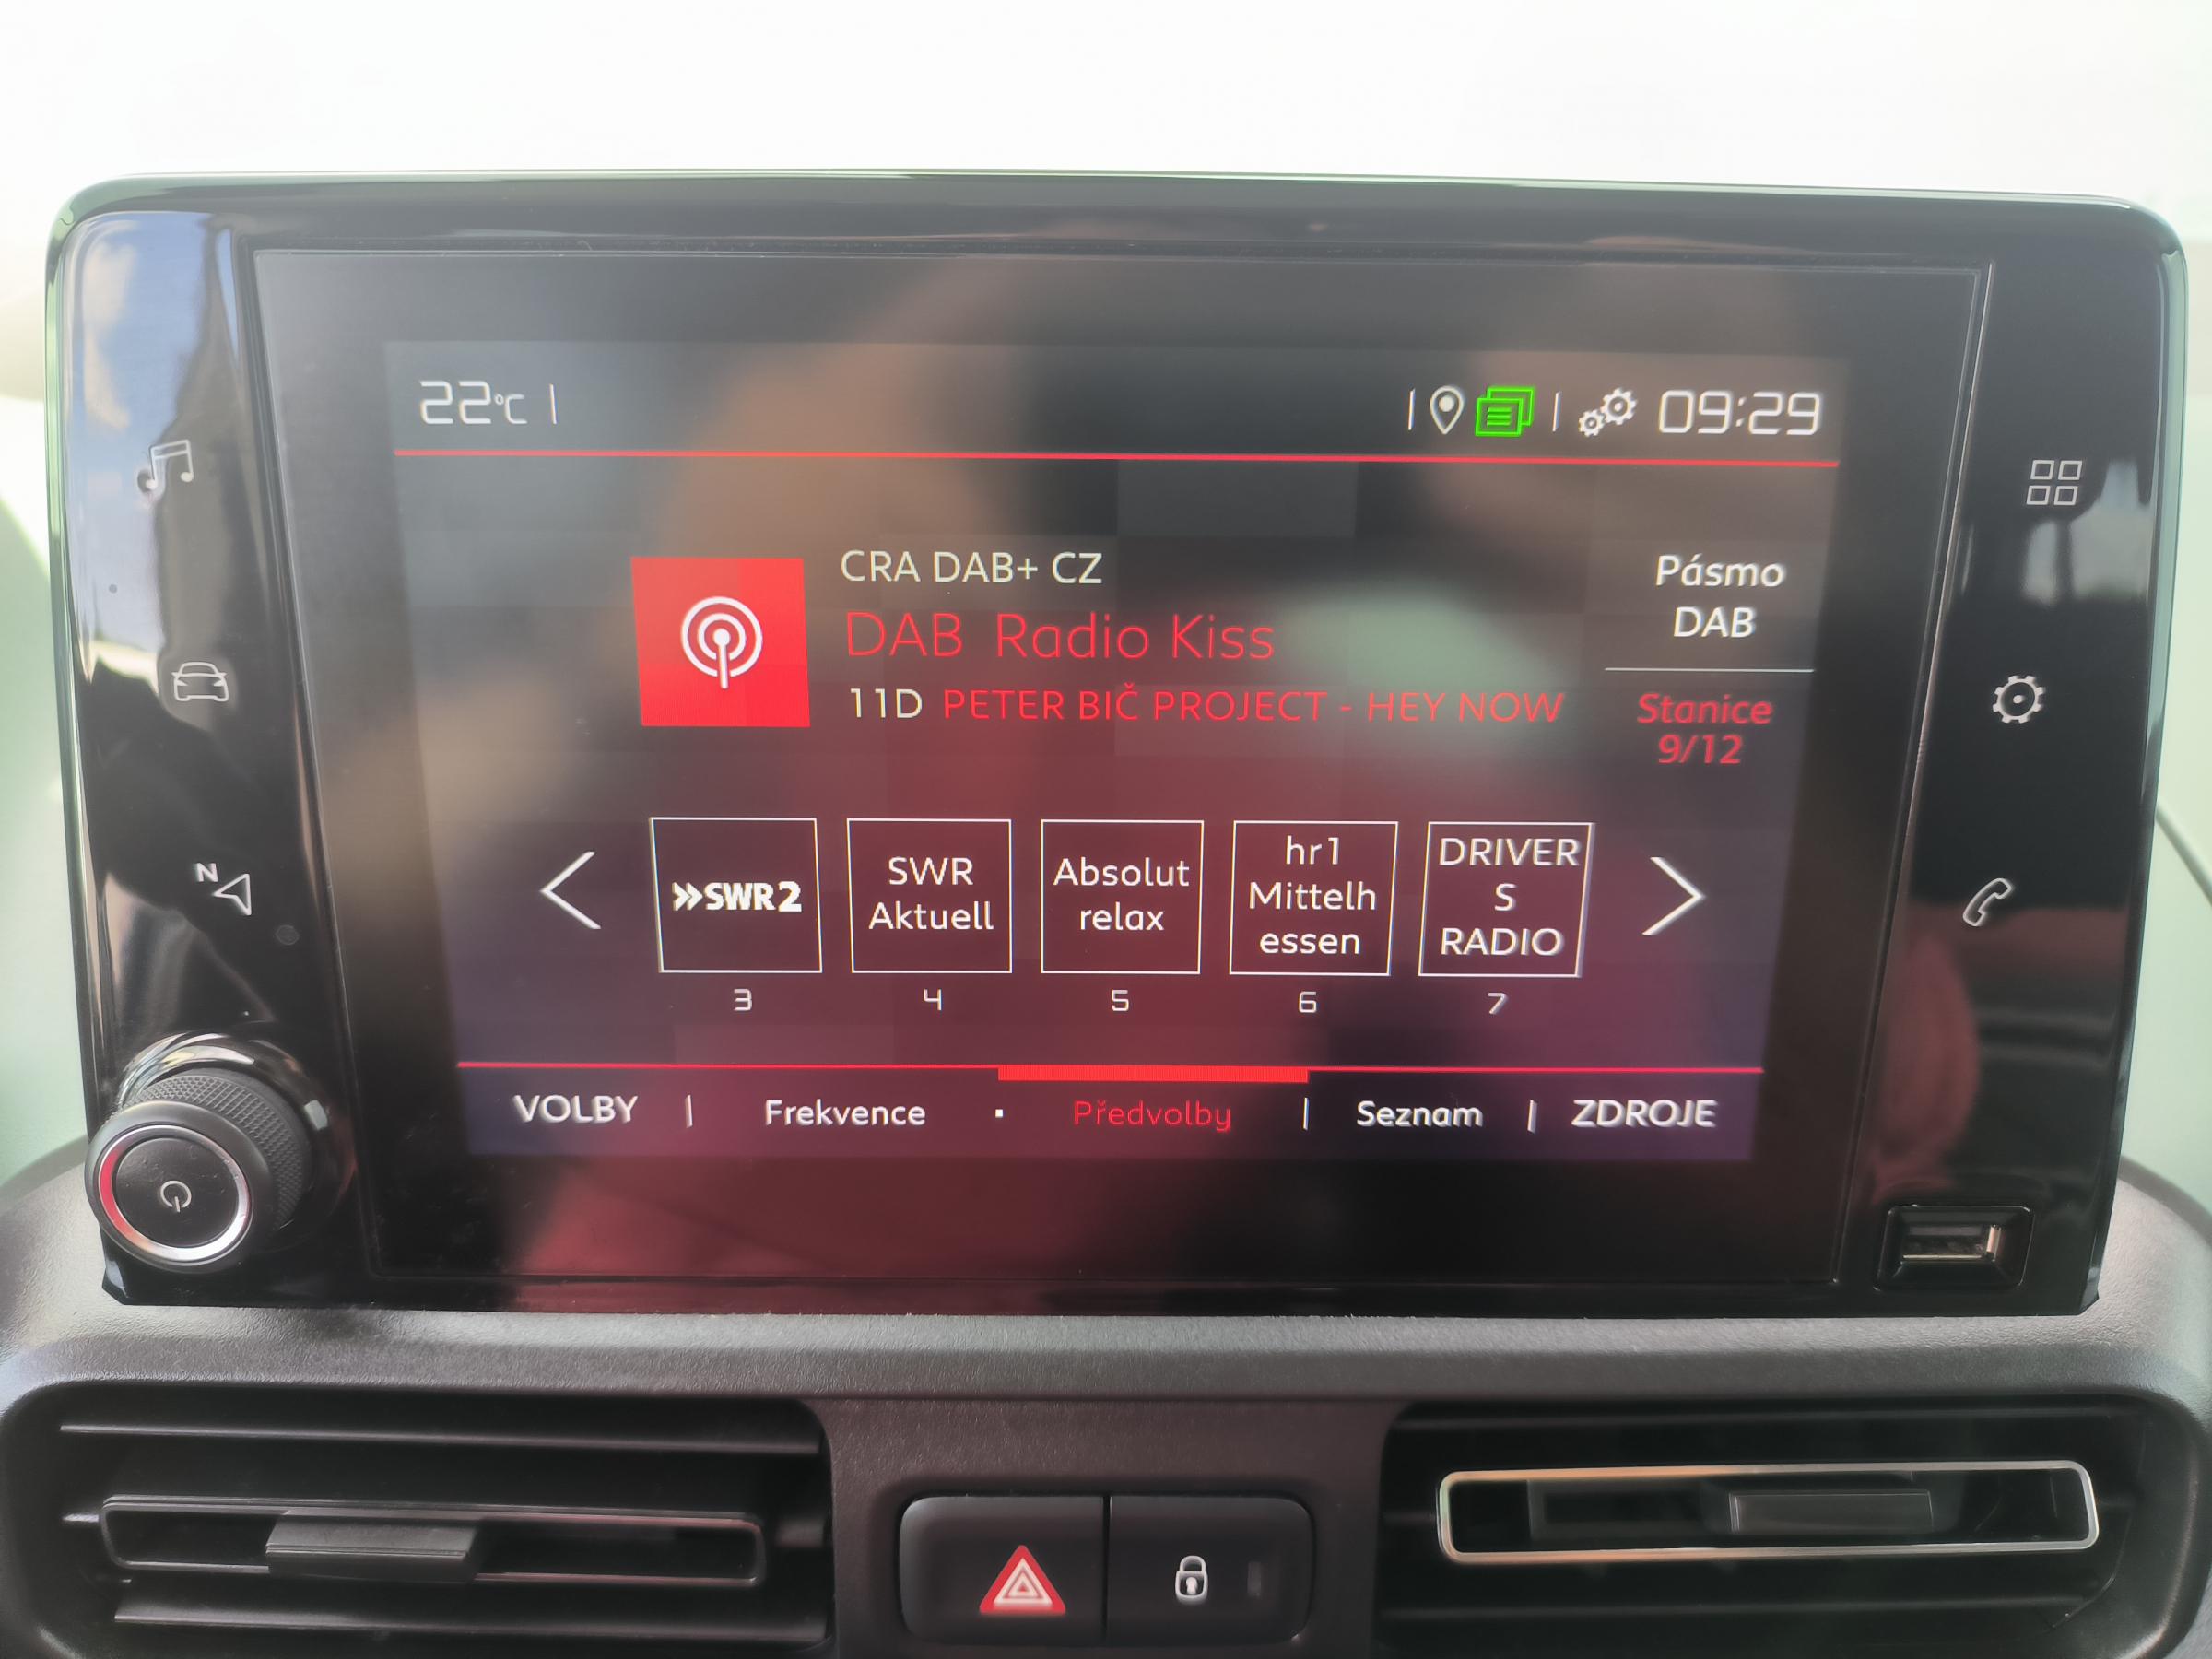 22°C
09:29
CRA DAB+ CZ
DAB Radio Kiss
11D PETER BIČ PROJECT - HEY NOW
Pásmo
DAB
Stanice
9/12
SWR2
SWR
Aktuell
Absolut
relax
hr1
Mittelh
essen
DRIVER
S
RADIO
3 4 5 6 7
VOLBY Frekvence Předvolby Seznam ZDROJE
N